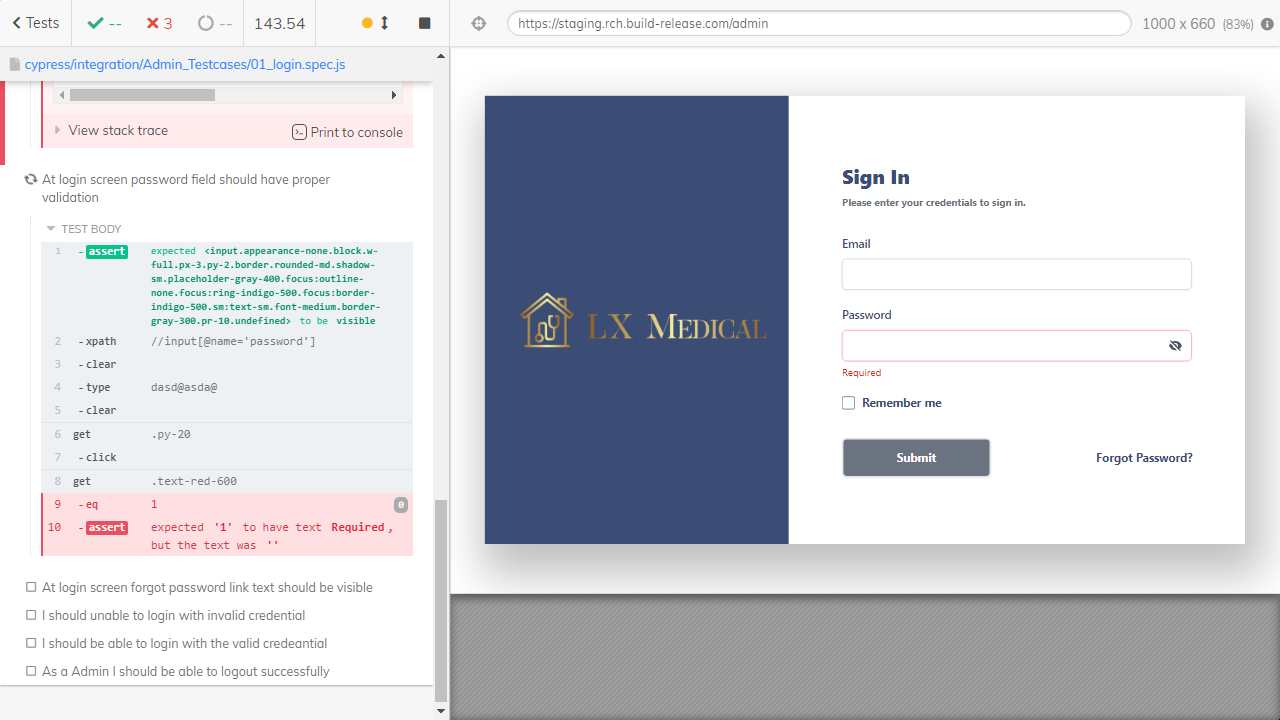 Tests
--
3
--
143.54
https://staging.rch.build-release.com/admin
1000 x 660 (83%)
cypress/integration/Admin_Testcases/01_login.spec.js
View stack trace
Print to console
At login screen password field should have proper
validation
TEST BODY
1 -assert expected <input.appearance-none.block.w-
full.px-3.py-2.border.rounded-md.shadow-
sm.placeholder-gray-400.focus:outline-
none.focus:ring-indigo-500.focus:border-
indigo-500.sm:text-sm.font-medium.border-
gray-300.pr-10.undefined> to be visible
2 -xpath //input[@name='password']
3 -clear
4 -type dasd@asda@
5 -clear
6 get .py-20
7 -click
8 get .text-red-600
9 -eq 1 0
10 -assert expected '1' to have text Required,
but the text was ''
At login screen forgot password link text should be visible
I should unable to login with invalid credential
I should be able to login with the valid credeantial
As a Admin I should be able to logout successfully
LX MEDICAL
Sign In
Please enter your credentials to sign in.
Email
Password
Required
Remember me
Submit
Forgot Password?